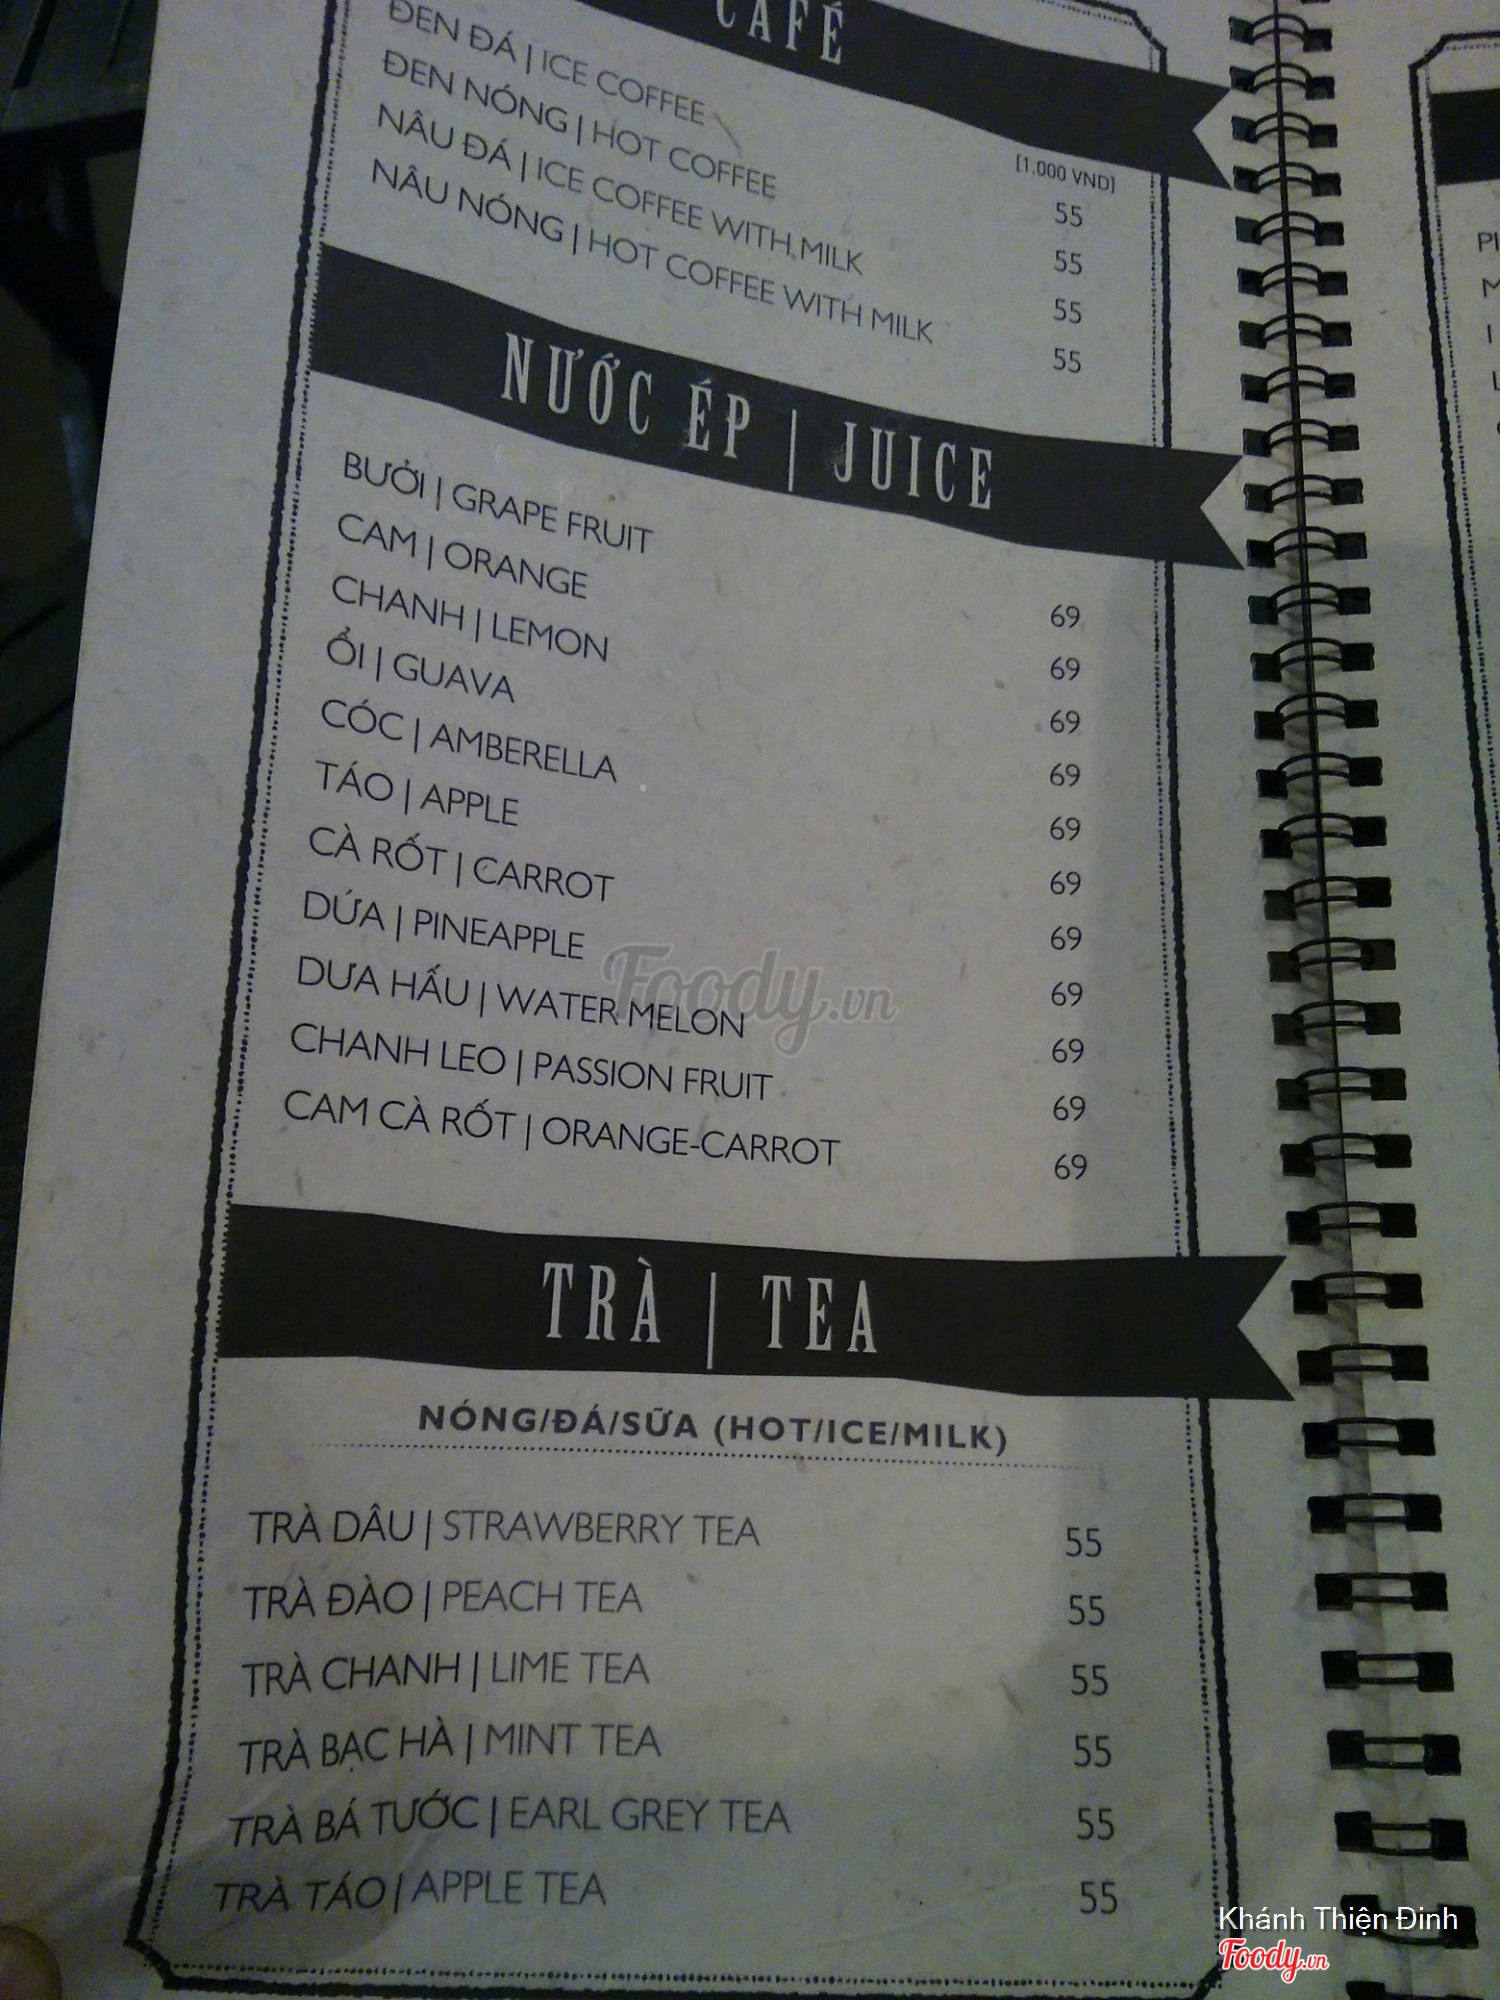 CAFÉ
[1.000 VND]
ĐEN ĐÁ | ICE COFFEE 55
ĐEN NÓNG | HOT COFFEE 55
NÂU ĐÁ | ICE COFFEE WITH MILK 55
NÂU NÓNG | HOT COFFEE WITH MILK 55
NƯỚC ÉP | JUICE
BƯỞI | GRAPE FRUIT 69
CAM | ORANGE 69
CHANH | LEMON 69
ỔI | GUAVA 69
CÓC | AMBERELLA 69
TÁO | APPLE 69
CÀ RỐT | CARROT 69
DỨA | PINEAPPLE 69
DƯA HẤU | WATER MELON 69
CHANH LEO | PASSION FRUIT 69
CAM CÀ RỐT | ORANGE-CARROT 69
Foody.vn
TRÀ | TEA
NÓNG/ĐÁ/SỮA (HOT/ICE/MILK)
TRÀ DÂU | STRAWBERRY TEA 55
TRÀ ĐÀO | PEACH TEA 55
TRÀ CHANH | LIME TEA 55
TRÀ BẠC HÀ | MINT TEA 55
TRÀ BÁ TƯỚC | EARL GREY TEA 55
TRÀ TÁO | APPLE TEA 55
Khánh Thiện Đinh
Foody.vn